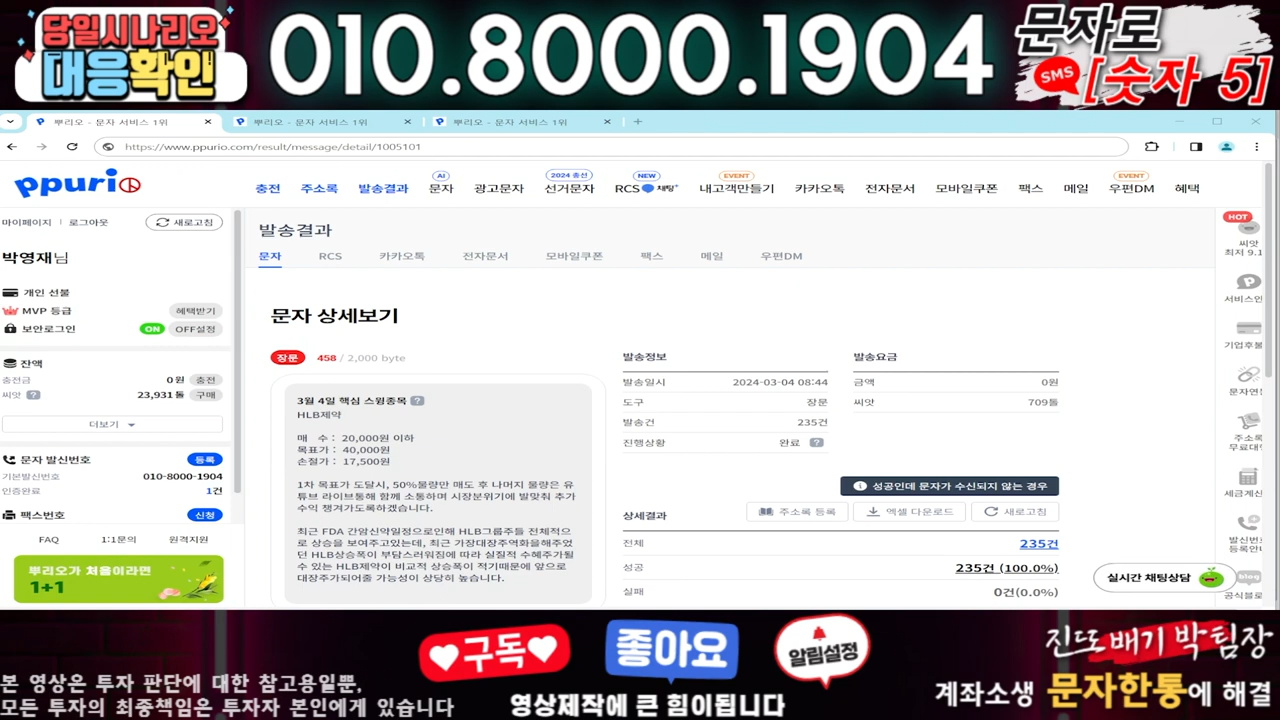 당일시나리오
대응확인
010.8000.1904
문자로
SMS
[숫자 5]
뿌리오 - 문자 서비스 1위
뿌리오 - 문자 서비스 1위
뿌리오 - 문자 서비스 1위
https://www.ppurio.com/result/message/detail/1005101
ppurio
충전
주소록
발송결과
AI
문자
광고문자
2024 총선
선거문자
NEW
RCS
채팅+
EVENT
내고객만들기
카카오톡
전자문서
모바일쿠폰
팩스
메일
EVENT
우편DM
혜택
마이페이지 | 로그아웃
새로고침
박영재님
개인 선불
MVP 등급
혜택받기
보안로그인
ON
OFF설정
잔액
충전금
0 원
충전
씨앗 ?
23,931 톨
구매
더보기
문자 발신번호
등록
기본발신번호
010-8000-1904
인증완료
1건
팩스번호
신청
FAQ
1:1문의
원격지원
뿌리오가 처음이라면
1+1
발송결과
문자
RCS
카카오톡
전자문서
모바일쿠폰
팩스
메일
우편DM
문자 상세보기
장문
458 / 2,000 byte
3월 4일 핵심 스윙종목 ?
HLB제약
매 수 : 20,000원 이하
목표가 : 40,000원
손절가 : 17,500원
1차 목표가 도달시, 50%물량만 매도 후 나머지 물량은 유
튜브 라이브통해 함께 소통하며 시장분위기에 발맞춰 추가
수익 챙겨가도록하겠습니다.
최근 FDA 간암신약일정으로인해 HLB그룹주들 전체적으
로 상승을 보여주고있는데, 최근 가장대장주역화을해주었
던 HLB상승폭이 부담스러워짐에 따라 실질적 수혜주가될
수 있는 HLB제약이 비교적 상승폭이 적기때문에 앞으로
대장주가되어줄 가능성이 상당히 높습니다.
발송정보
발송일시
2024-03-04 08:44
도구
장문
발송건
235건
진행상황
완료 ?
발송요금
금액
0원
씨앗
709톨
성공인데 문자가 수신되지 않는 경우
상세결과
주소록 등록
엑셀 다운로드
새로고침
전체
235건
성공
235건 (100.0%)
실패
0건(0.0%)
HOT
씨앗
최저 9.1
서비스인
기업후불
문자연동
주소록
무료대행
세금계산
발신번호
등록안내
blog
공식블로
실시간 채팅상담
본 영상은 투자 판단에 대한 참고용일뿐,
모든 투자의 최종책임은 투자자 본인에게 있습니다
구독
좋아요
알림설정
영상제작에 큰 힘이됩니다
진또배기 박팀장
계좌소생 문자한통에 해결